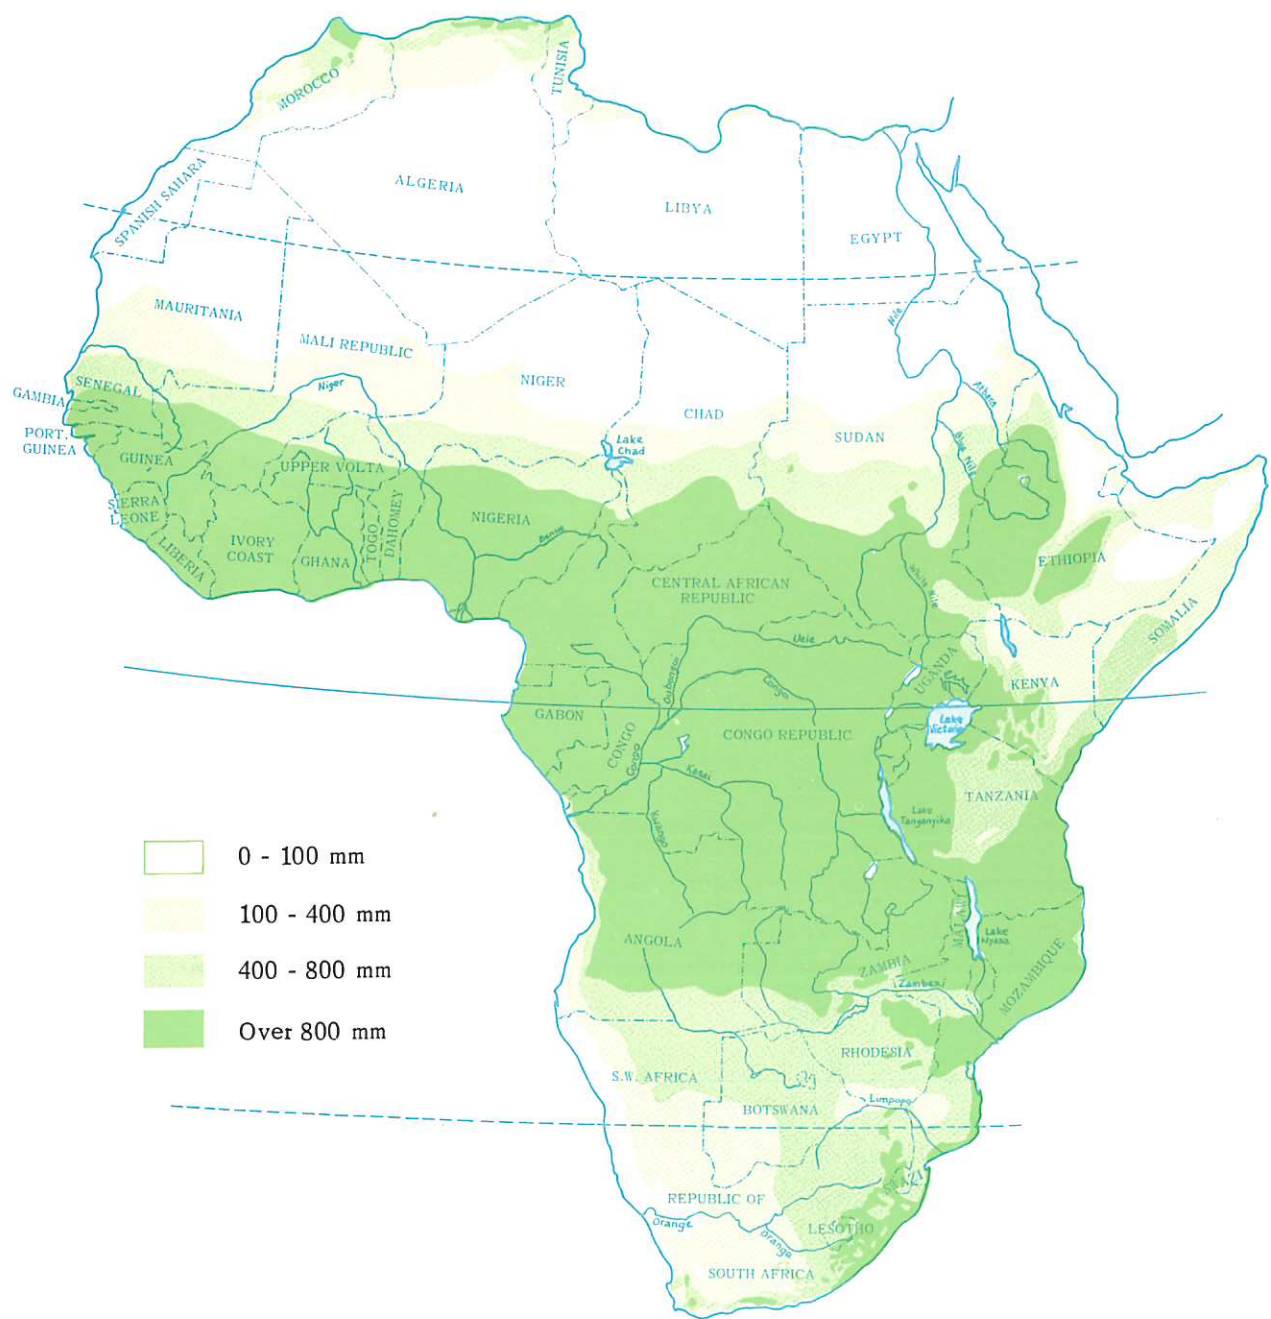 MOROCCO
TUNISIA
ALGERIA
LIBYA
EGYPT
SPANISH SAHARA
MAURITANIA
MALI REPUBLIC
NIGER
CHAD
SUDAN
Nile
Atbara
Blue Nile
Niger
SENEGAL
GAMBIA
PORT.
GUINEA
GUINEA
SIERRA
LEONE
LIBERIA
IVORY
COAST
UPPER VOLTA
GHANA
TOGO
DAHOMEY
NIGERIA
Benue
Lake
Chad
CENTRAL AFRICAN
REPUBLIC
White Nile
ETHIOPIA
SOMALIA
Uele
UGANDA
KENYA
Oubangui
Congo
GABON
CONGO
Congo
CONGO REPUBLIC
Lake
Victoria
Kasai
TANZANIA
Lake
Tanganyika
ANGOLA
MALAWI
Lake
Nyasa
ZAMBIA
Zambezi
MOZAMBIQUE
RHODESIA
S.W. AFRICA
BOTSWANA
Limpopo
SWAZI
REPUBLIC OF
Orange
LESOTHO
Orange
SOUTH AFRICA
0 - 100 mm
100 - 400 mm
400 - 800 mm
Over 800 mm